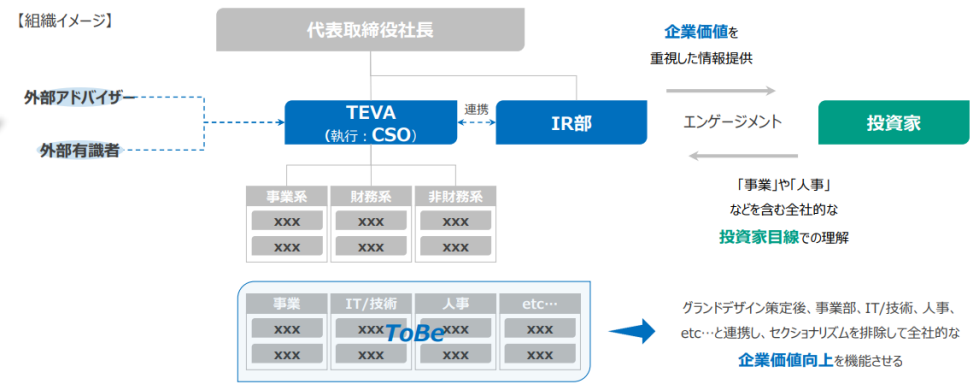 【組織イメージ】
代表取締役社長
企業価値を
重視した情報提供
外部アドバイザー
外部有識者
TEVA
(執行:CSO)
連携
IR部
エンゲージメント
投資家
事業系
財務系
非財務系
xxx
xxx
xxx
xxx
xxx
xxx
「事業」や「人事」
などを含む全社的な
投資家目線での理解
事業
IT/技術
人事
etc…
xxx
xxx
xxx
xxx
ToBe
xxx
xxx
xxx
xxx
グランドデザイン策定後、事業部、IT/技術、人事、
etc…と連携し、セクショナリズムを排除して全社的な
企業価値向上を機能させる